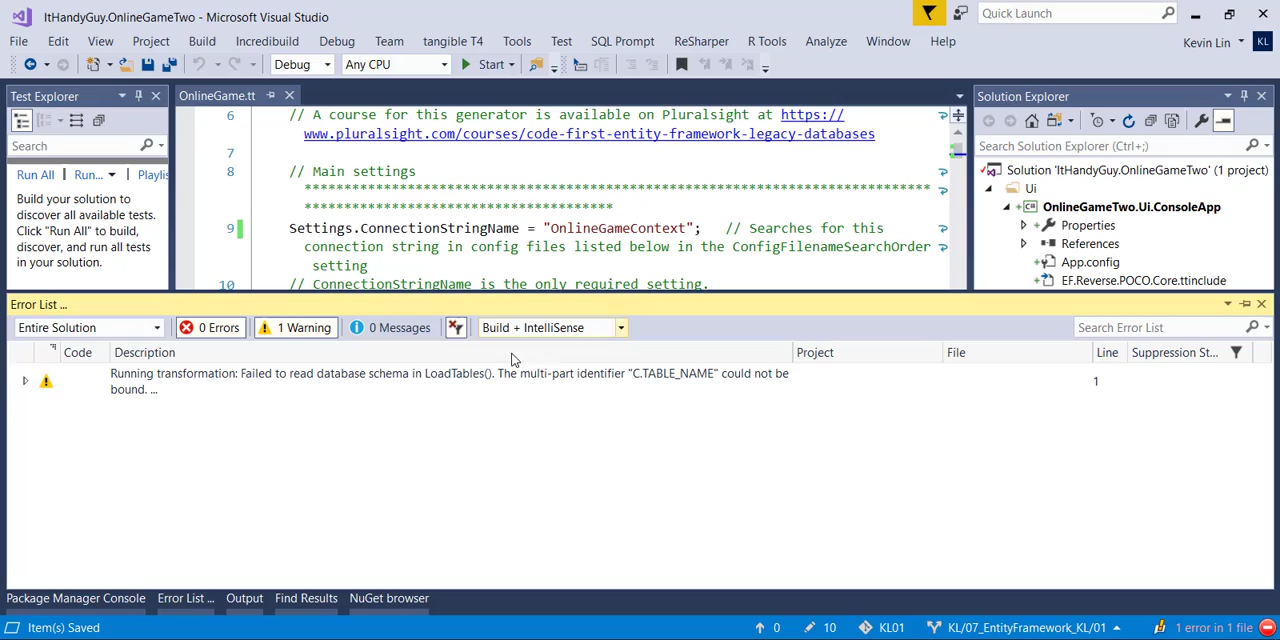 ItHandyGuy.OnlineGameTwo - Microsoft Visual Studio
Quick Launch
File Edit View Project Build Incredibuild Debug Team tangible T4 Tools Test SQL Prompt ReSharper R Tools Analyze Window Help
Kevin Lin KL
Debug Any CPU Start
Test Explorer
Search
Run All | Run... | Playlis
Build your solution to
discover all available tests.
Click "Run All" to build,
discover, and run all tests
in your solution.
OnlineGame.tt
6 // A course for this generator is available on Pluralsight at https://
www.pluralsight.com/courses/code-first-entity-framework-legacy-databases
7
8 // Main settings
**********************************************************************************
***************************************
9 Settings.ConnectionStringName = "OnlineGameContext"; // Searches for this
connection string in config files listed below in the ConfigFilenameSearchOrder
setting
10 // ConnectionStringName is the only required setting.
Solution Explorer
Search Solution Explorer (Ctrl+;)
Solution 'ItHandyGuy.OnlineGameTwo' (1 project)
Ui
OnlineGameTwo.Ui.ConsoleApp
Properties
References
App.config
EF.Reverse.POCO.Core.ttinclude
Error List ...
Entire Solution 0 Errors 1 Warning 0 Messages Build + IntelliSense Search Error List
Code Description Project File Line Suppression St...
Running transformation: Failed to read database schema in LoadTables(). The multi-part identifier "C.TABLE_NAME" could not be
bound. ...
1
Package Manager Console Error List ... Output Find Results NuGet browser
Item(s) Saved 0 10 KL01 KL/07_EntityFramework_KL/01 1 error in 1 file